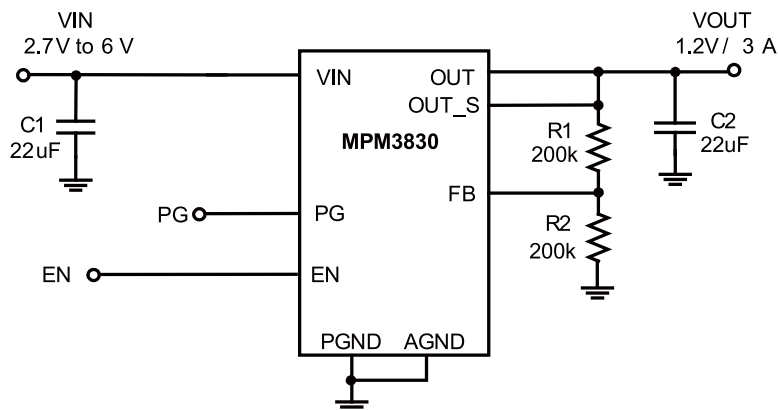 VIN
2.7V to 6 V
VOUT
1.2V / 3 A
VIN
OUT
OUT_S
C1
22uF
MPM3830
R1
200k
C2
22uF
FB
PG
PG
R2
200k
EN
EN
PGND
AGND